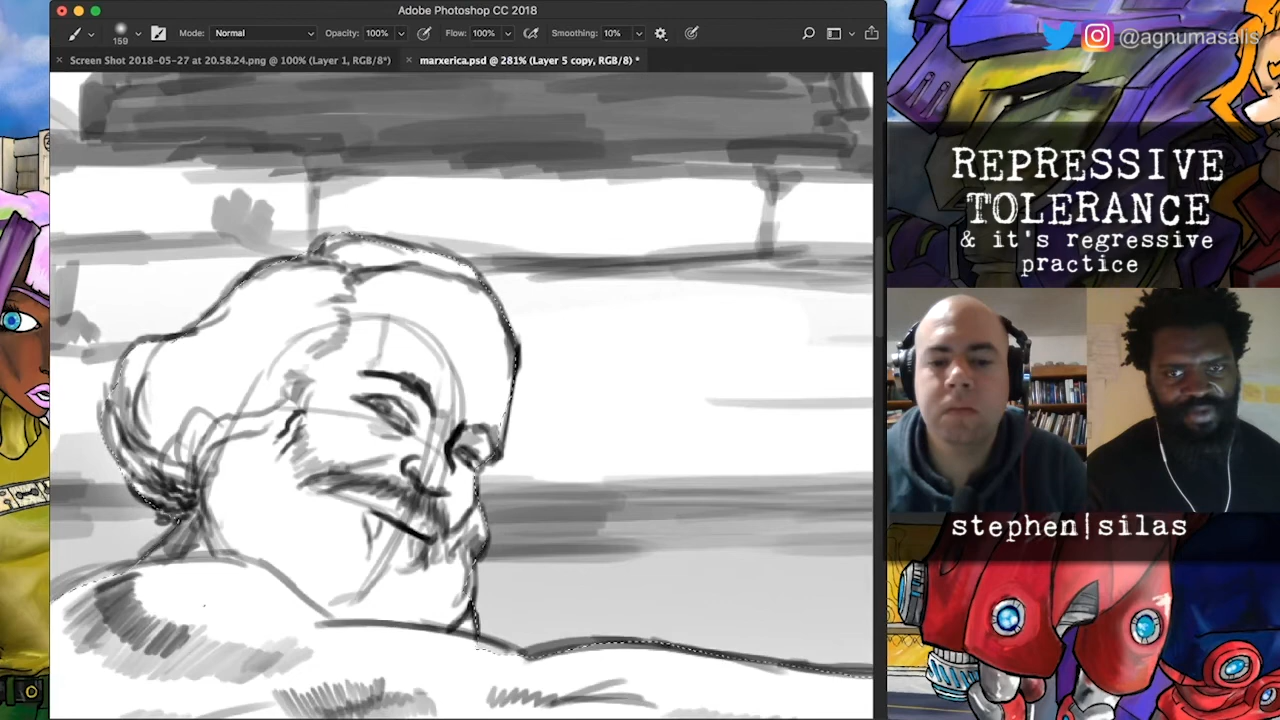 Adobe Photoshop CC 2018
159 Mode: Normal Opacity: 100% Flow: 100% Smoothing: 10%
× Screen Shot 2018-05-27 at 20.58.24.png @ 100% (Layer 1, RGB/8*) × marxerica.psd @ 281% (Layer 5 copy, RGB/8) *
@agnumasalis
REPRESSIVE
TOLERANCE
& it's regressive
practice
stephen|silas